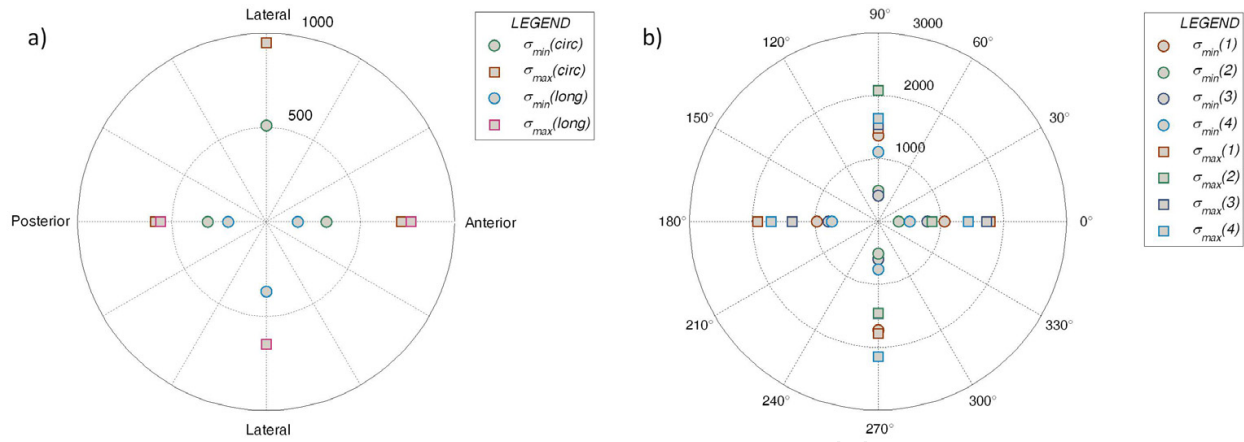 a)
Lateral
1000
500
Posterior
Anterior
Lateral
LEGEND
σmin(circ)
σmax(circ)
σmin(long)
σmax(long)
b)
90°
3000
120°
60°
2000
150°
30°
1000
180°
0°
210°
330°
240°
300°
270°
LEGEND
σmin(1)
σmin(2)
σmin(3)
σmin(4)
σmax(1)
σmax(2)
σmax(3)
σmax(4)